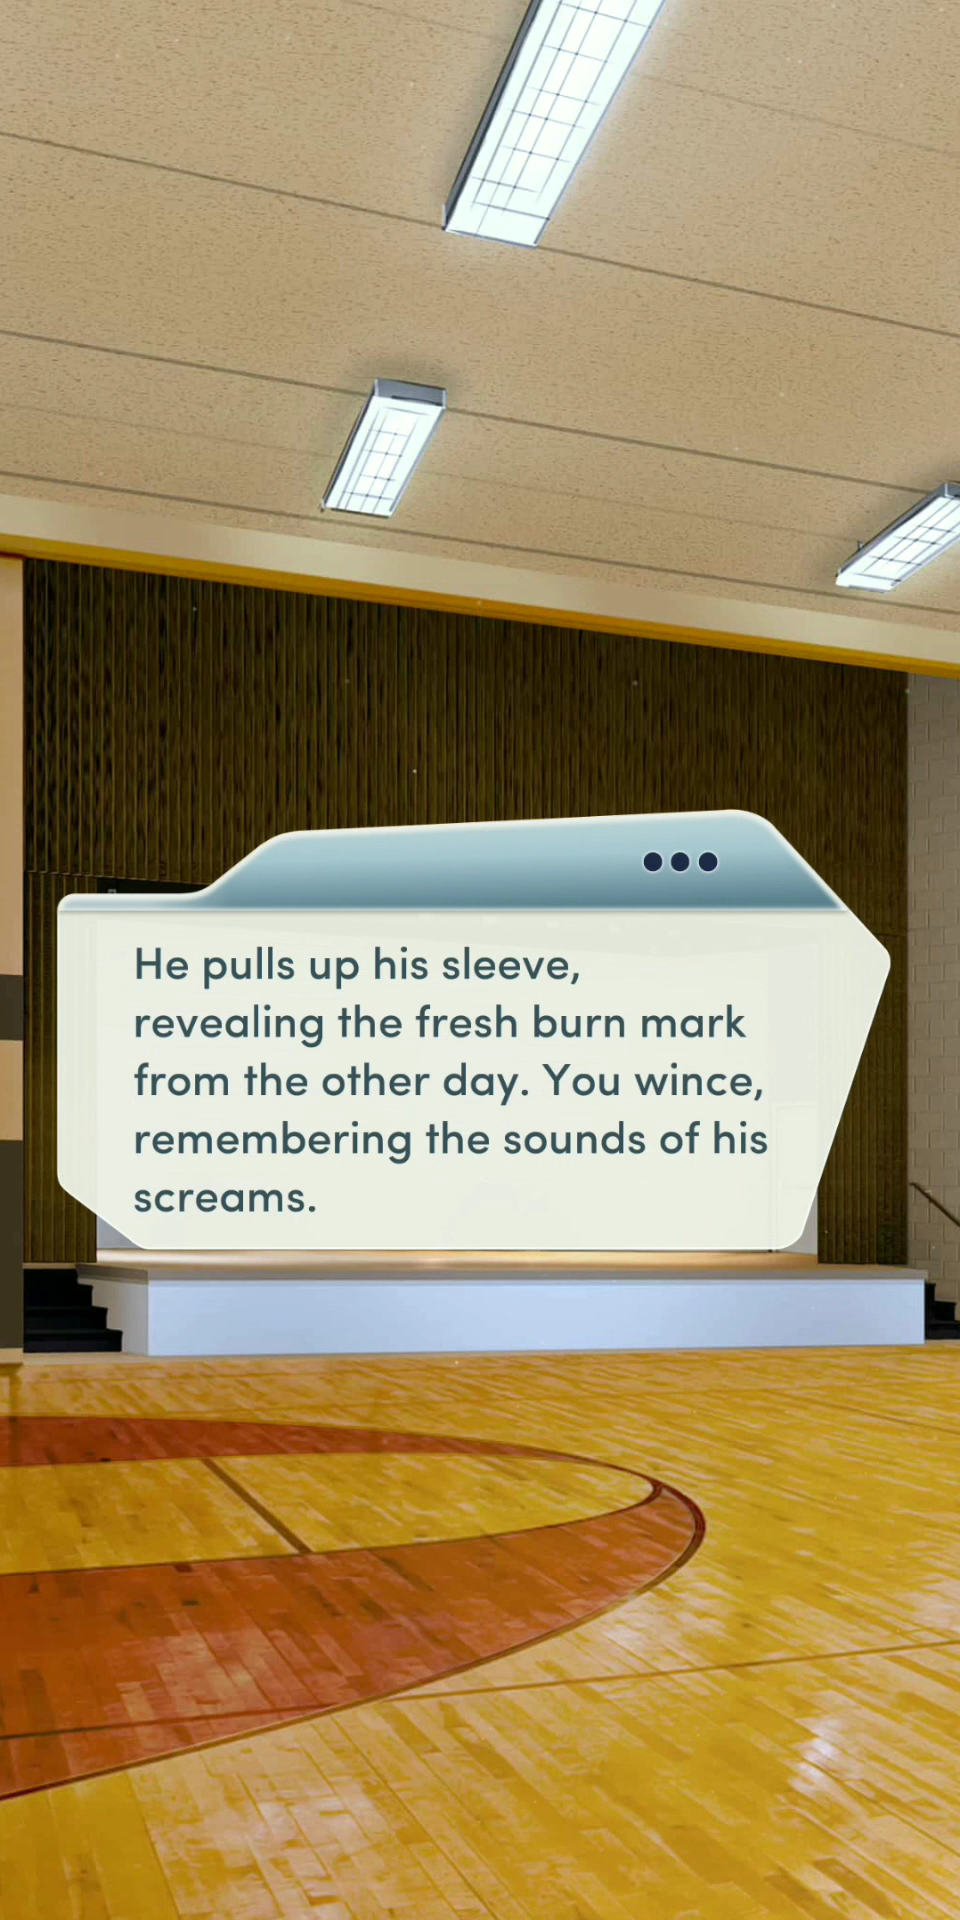 He pulls up his sleeve,
revealing the fresh burn mark
from the other day. You wince,
remembering the sounds of his
screams.